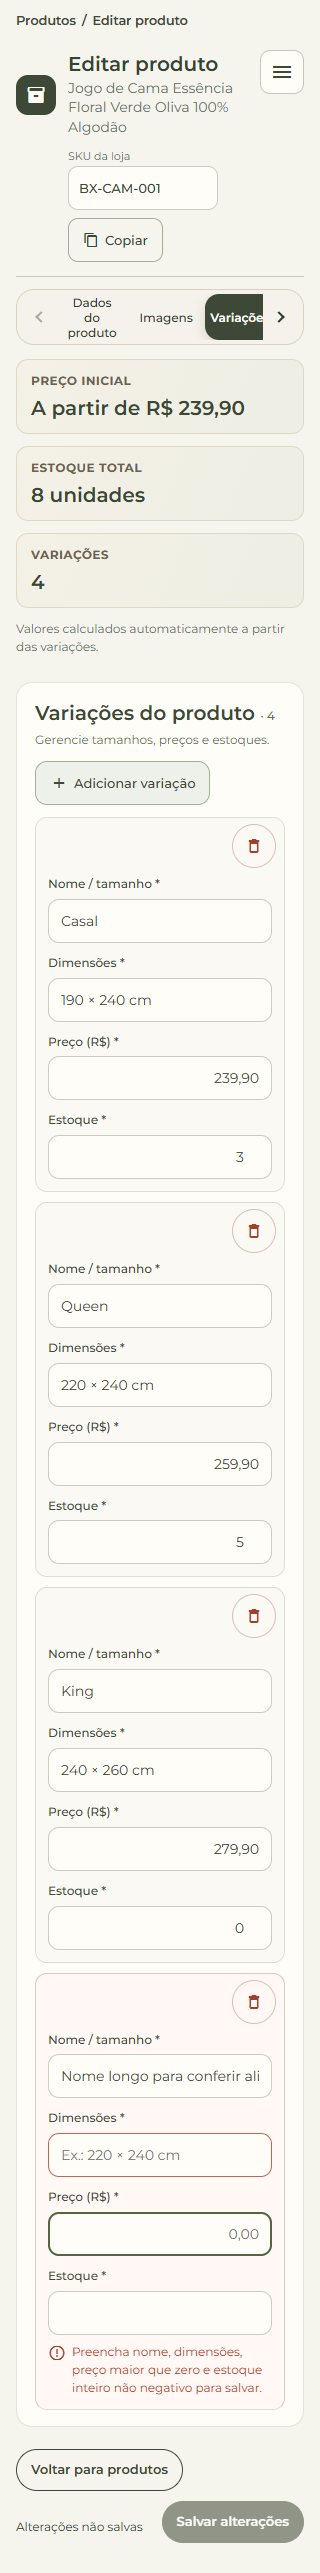 Produtos / Editar produto
Editar produto
Jogo de Cama Essência
Floral Verde Oliva 100%
Algodão
SKU da loja
BX-CAM-001
Copiar
Dados
do
produto
Imagens
Variaçõe
PREÇO INICIAL
A partir de R$ 239,90
ESTOQUE TOTAL
8 unidades
VARIAÇÕES
4
Valores calculados automaticamente a partir
das variações.
Variações do produto · 4
Gerencie tamanhos, preços e estoques.
Adicionar variação
Nome / tamanho *
Casal
Dimensões *
190 × 240 cm
Preço (R$) *
239,90
Estoque *
3
Nome / tamanho *
Queen
Dimensões *
220 × 240 cm
Preço (R$) *
259,90
Estoque *
5
Nome / tamanho *
King
Dimensões *
240 × 260 cm
Preço (R$) *
279,90
Estoque *
0
Nome / tamanho *
Nome longo para conferir ali
Dimensões *
Ex.: 220 × 240 cm
Preço (R$) *
0,00
Estoque *
Preencha nome, dimensões,
preço maior que zero e estoque
inteiro não negativo para salvar.
Voltar para produtos
Alterações não salvas
Salvar alterações